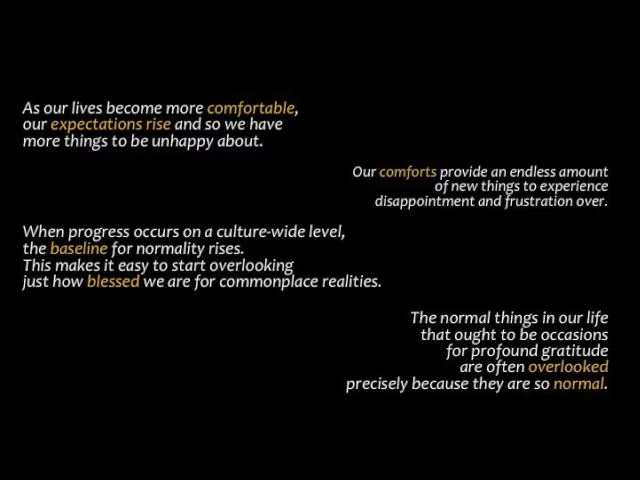 As our lives become more comfortable,
our expectations rise and so we have
more things to be unhappy about.
Our comforts provide an endless amount
of new things to experience
disappointment and frustration over.
When progress occurs on a culture-wide level,
the baseline for normality rises.
This makes it easy to start overlooking
just how blessed we are for commonplace realities.
The normal things in our life
that ought to be occasions
for profound gratitude
are often overlooked
precisely because they are so normal.